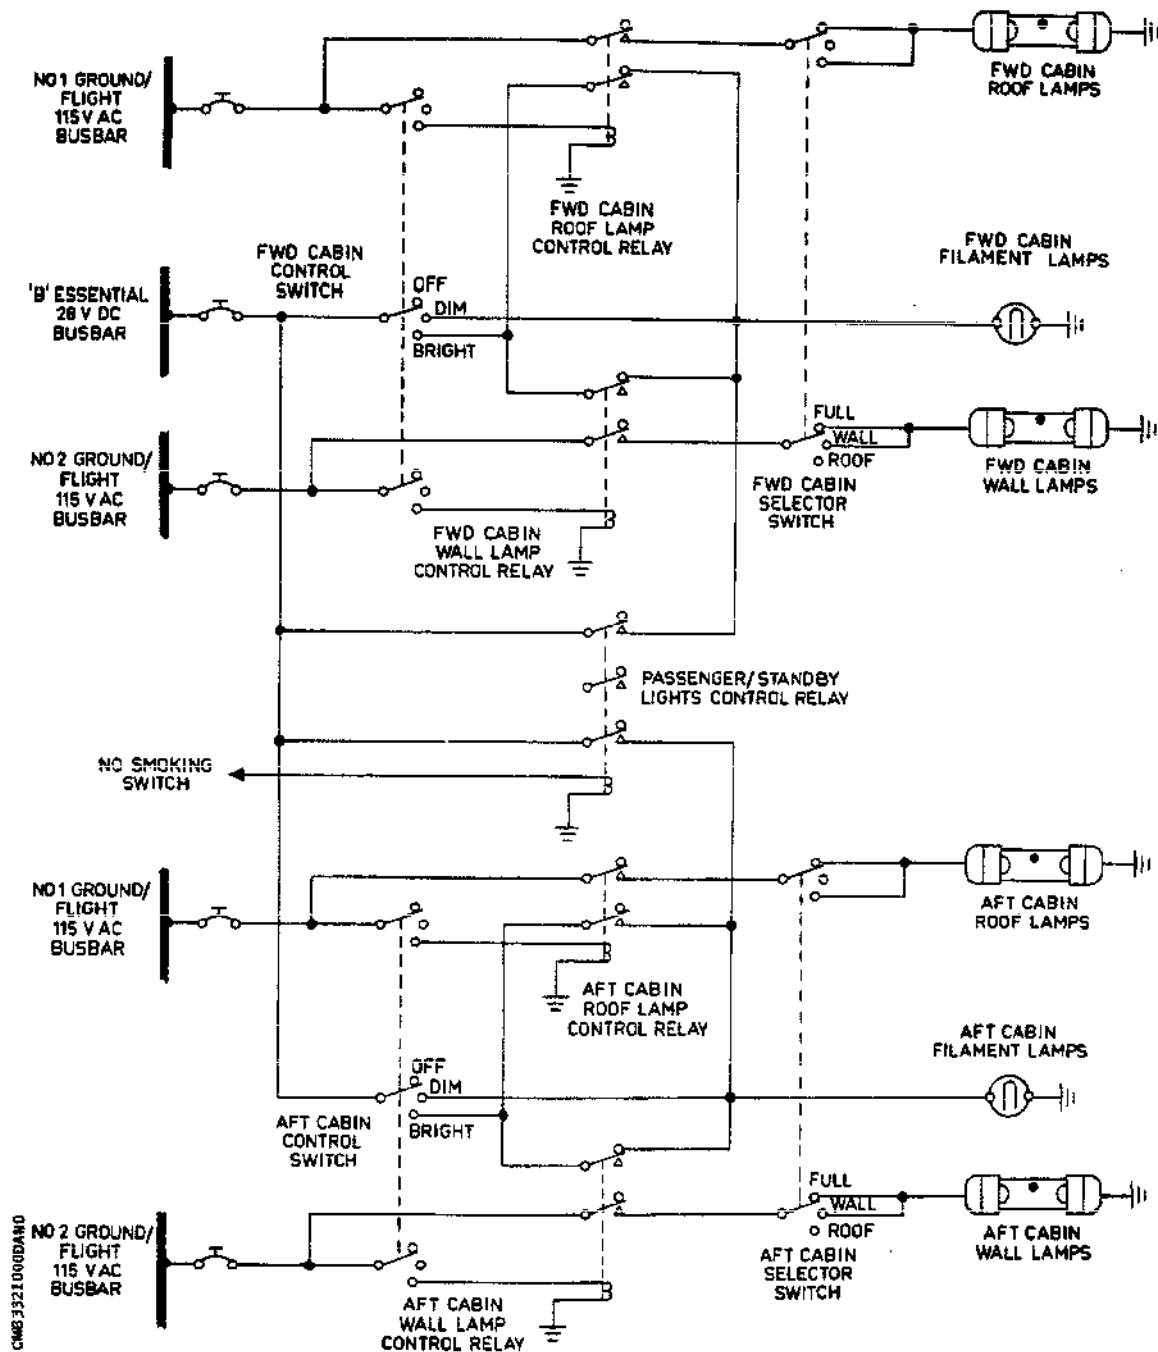 NO 1 GROUND/
FLIGHT
115 V AC
BUSBAR
FWD CABIN
ROOF LAMPS
FWD CABIN
ROOF LAMP
CONTROL RELAY
FWD CABIN
CONTROL
SWITCH
FWD CABIN
FILAMENT LAMPS
'B' ESSENTIAL
28 V DC
BUSBAR
OFF
DIM
BRIGHT
FULL
WALL
ROOF
NO 2 GROUND/
FLIGHT
115 V AC
BUSBAR
FWD CABIN
WALL LAMPS
FWD CABIN
SELECTOR
SWITCH
FWD CABIN
WALL LAMP
CONTROL RELAY
PASSENGER/STANDBY
LIGHTS CONTROL RELAY
NO SMOKING
SWITCH
NO 1 GROUND/
FLIGHT
115 V AC
BUSBAR
AFT CABIN
ROOF LAMPS
AFT CABIN
ROOF LAMP
CONTROL RELAY
AFT CABIN
FILAMENT LAMPS
OFF
DIM
BRIGHT
AFT CABIN
CONTROL
SWITCH
FULL
WALL
ROOF
NO 2 GROUND/
FLIGHT
115 V AC
BUSBAR
AFT CABIN
WALL LAMPS
AFT CABIN
SELECTOR
SWITCH
AFT CABIN
WALL LAMP
CONTROL RELAY